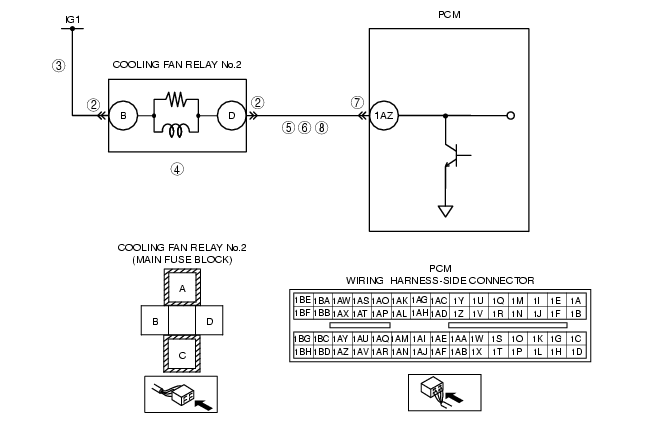 IG1
PCM
③
COOLING FAN RELAY No.2
②
B
D
②
⑦
1AZ
⑤ ⑥ ⑧
④
COOLING FAN RELAY No.2
(MAIN FUSE BLOCK)
A
B
D
C
PCM
WIRING HARNESS-SIDE CONNECTOR
1BE 1BA 1AW 1AS 1AO 1AK 1AG 1AC 1Y 1U 1Q 1M 1I 1E 1A
1BF 1BB 1AX 1AT 1AP 1AL 1AH 1AD 1Z 1V 1R 1N 1J 1F 1B
1BG 1BC 1AY 1AU 1AQ 1AM 1AI 1AE 1AA 1W 1S 1O 1K 1G 1C
1BH 1BD 1AZ 1AV 1AR 1AN 1AJ 1AF 1AB 1X 1T 1P 1L 1H 1D